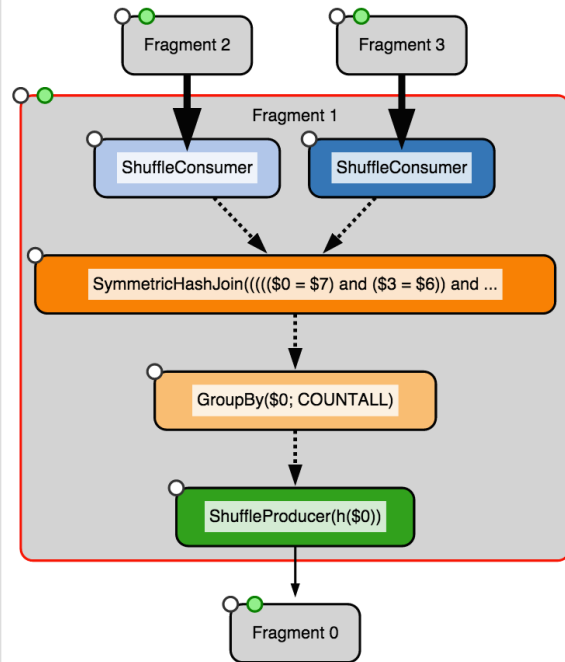 Fragment 2
Fragment 3
Fragment 1
ShuffleConsumer
ShuffleConsumer
SymmetricHashJoin((((($0 = $7) and ($3 = $6)) and ...
GroupBy($0; COUNTALL)
ShuffleProducer(h($0))
Fragment 0